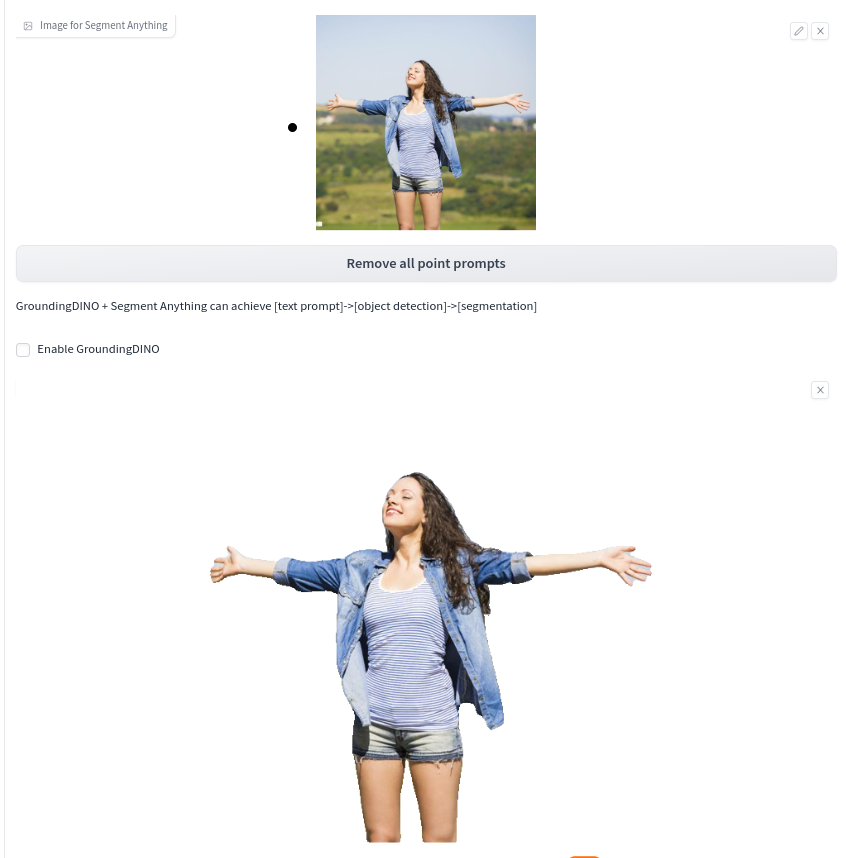 Image for Segment Anything
Remove all point prompts
GroundingDINO + Segment Anything can achieve [text prompt]->[object detection]->[segmentation]
Enable GroundingDINO